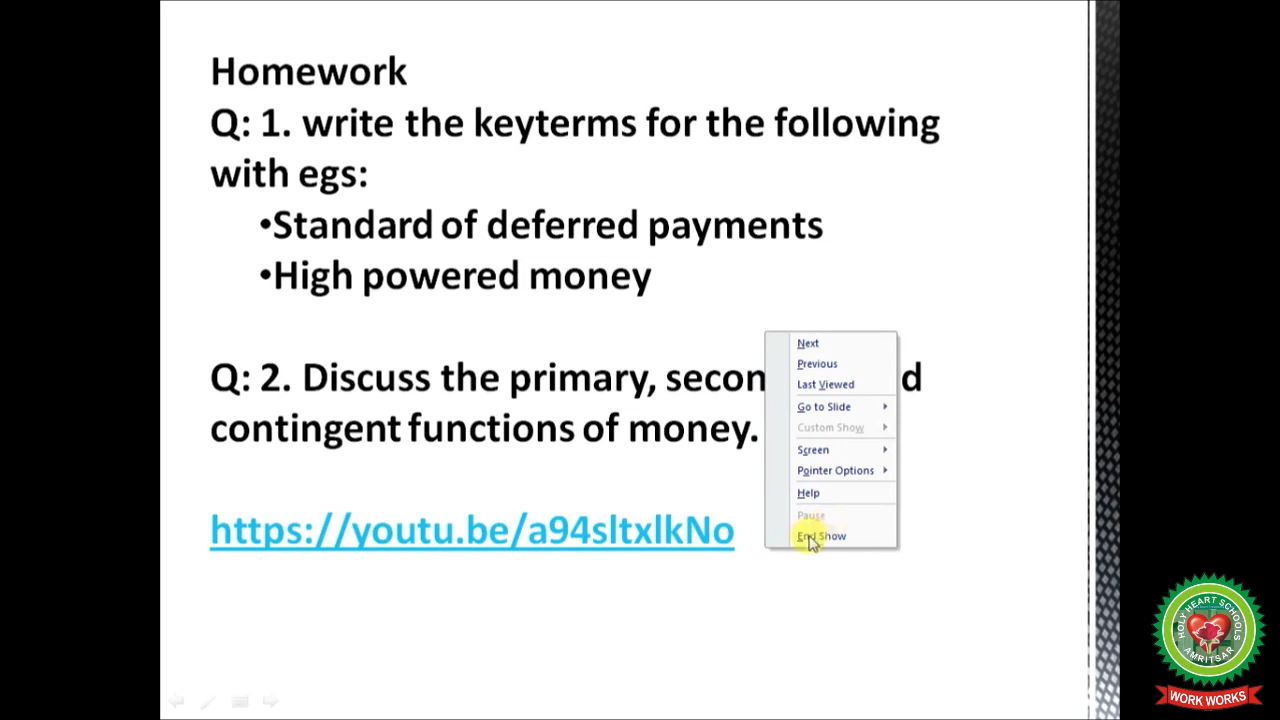 Homework
Q: 1. write the keyterms for the following
with egs:
•Standard of deferred payments
•High powered money
Q: 2. Discuss the primary, secon d
contingent functions of money.
https://youtu.be/a94sltxlkNo
Next
Previous
Last Viewed
Go to Slide
Custom Show
Screen
Pointer Options
Help
Pause
End Show
HOLY HEART SCHOOLS
AMRITSAR
WORK WORKS